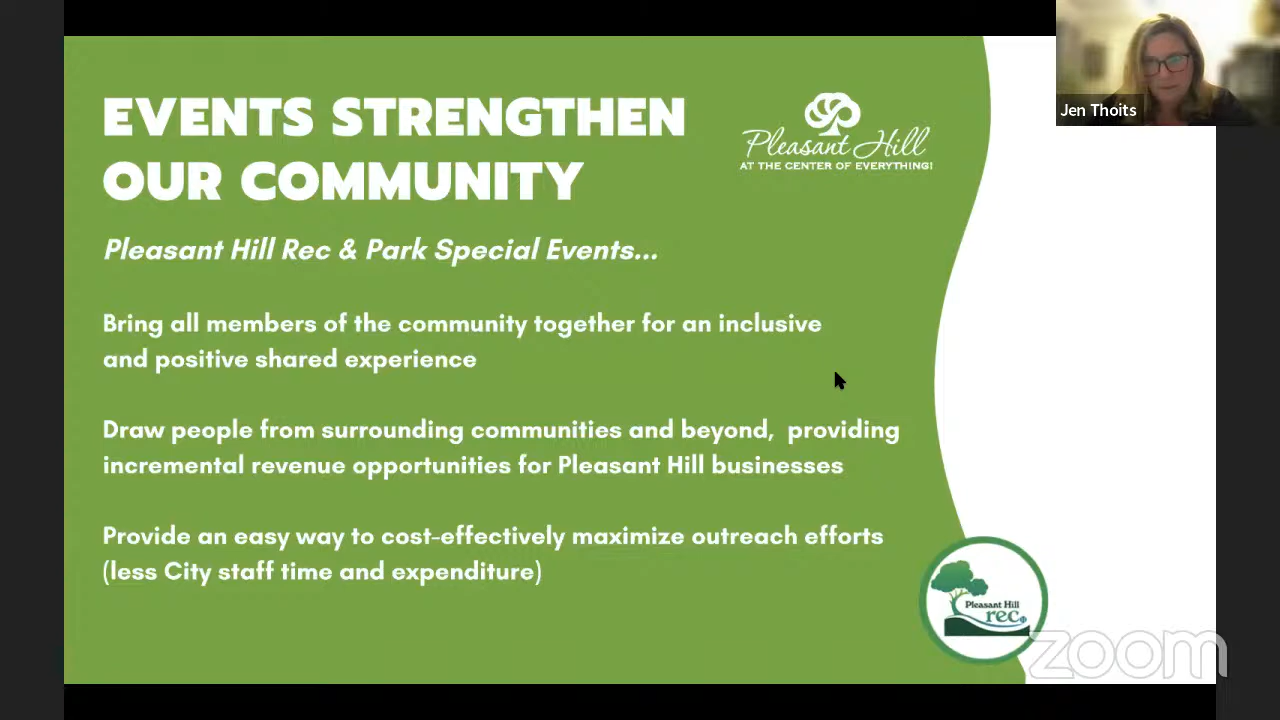 EVENTS STRENGTHEN
OUR COMMUNITY
Pleasant Hill
AT THE CENTER OF EVERYTHING!
Jen Thoits
Pleasant Hill Rec & Park Special Events...
Bring all members of the community together for an inclusive
and positive shared experience
Draw people from surrounding communities and beyond, providing
incremental revenue opportunities for Pleasant Hill businesses
Provide an easy way to cost-effectively maximize outreach efforts
(less City staff time and expenditure)
Pleasant Hill
rec
zoom